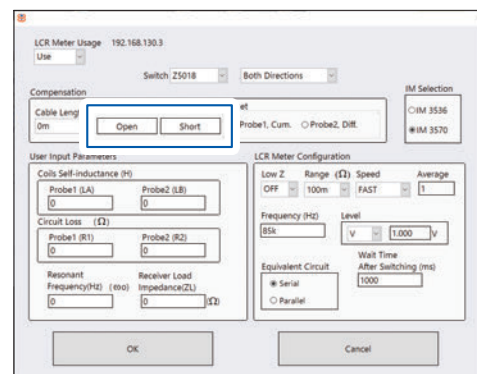 LCR Meter Usage 192.168.130.3
Use
Switch Z5018 Both Directions
Compensation
IM Selection
Cable Leng
et
0m
Open Short
Probe1, Cum. Probe2, Diff.
IM 3536
IM 3570
User Input Parameters
LCR Meter Configuration
Coils Self-inductance (H)
Low Z Range (Ω) Speed Average
Probe1 (LA) Probe2 (LB)
OFF 100m FAST 1
0 0
Circuit Loss (Ω)
Frequency (Hz) Level
Probe1 (R1) Probe2 (R2)
85k V 1.000 V
0 0
Wait Time
Equivalent Circuit After Switching (ms)
Resonant Receiver Load
Frequency(Hz) (ω0) Impedance(ZL)
Serial 1000
0 0 (Ω)
Parallel
OK Cancel